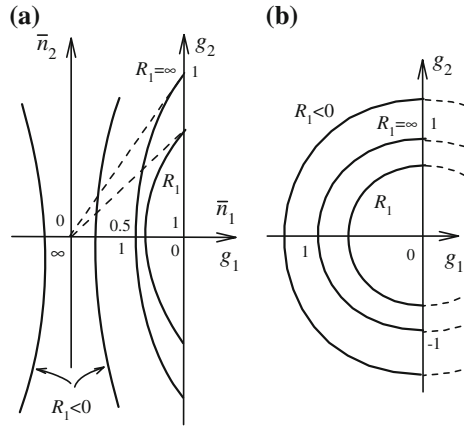 (a)
n̄₂
g₂
R₁=∞
1
R₁
n̄₁
0
0.5
1
∞
1
0
g₁
R₁<0
(b)
g₂
R₁<0
R₁=∞
1
R₁
1
0
g₁
-1